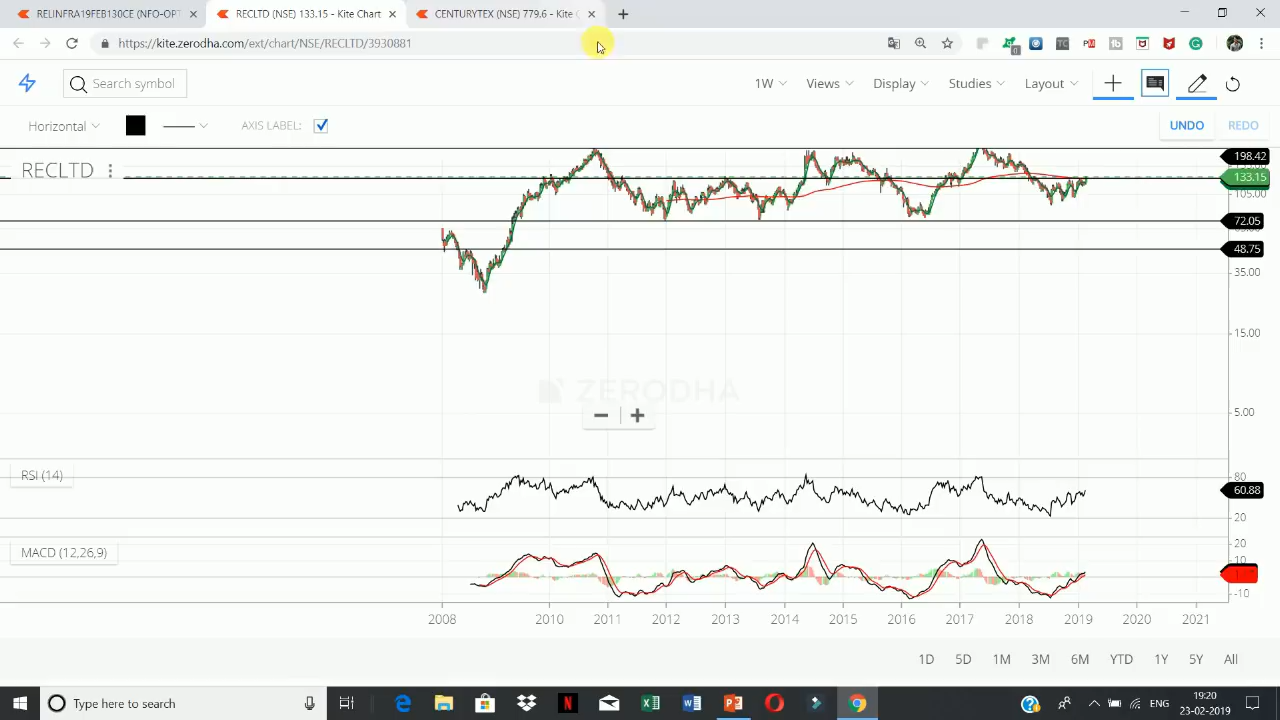 RELINFRA19FEB130CE (NFO-OPT
RECLTD (NSE) 133.15 - Kite Chart
CENTURYTEX (NSE) 779.6 - Kite C
https://kite.zerodha.com/ext/chart/NSE/RECLTD/3930881
Search symbol
1W
Views
Display
Studies
Layout
Horizontal
AXIS LABEL:
UNDO
REDO
RECLTD
198.42
133.15
105.00
72.05
48.75
35.00
15.00
ZERODHA
5.00
RSI (14)
80
60.88
20
MACD (12,26,9)
20
10
-10
2008 2010 2011 2012 2013 2014 2015 2016 2017 2018 2019 2020 2021
1D 5D 1M 3M 6M YTD 1Y 5Y All
Type here to search
ENG
19:20
23-02-2019